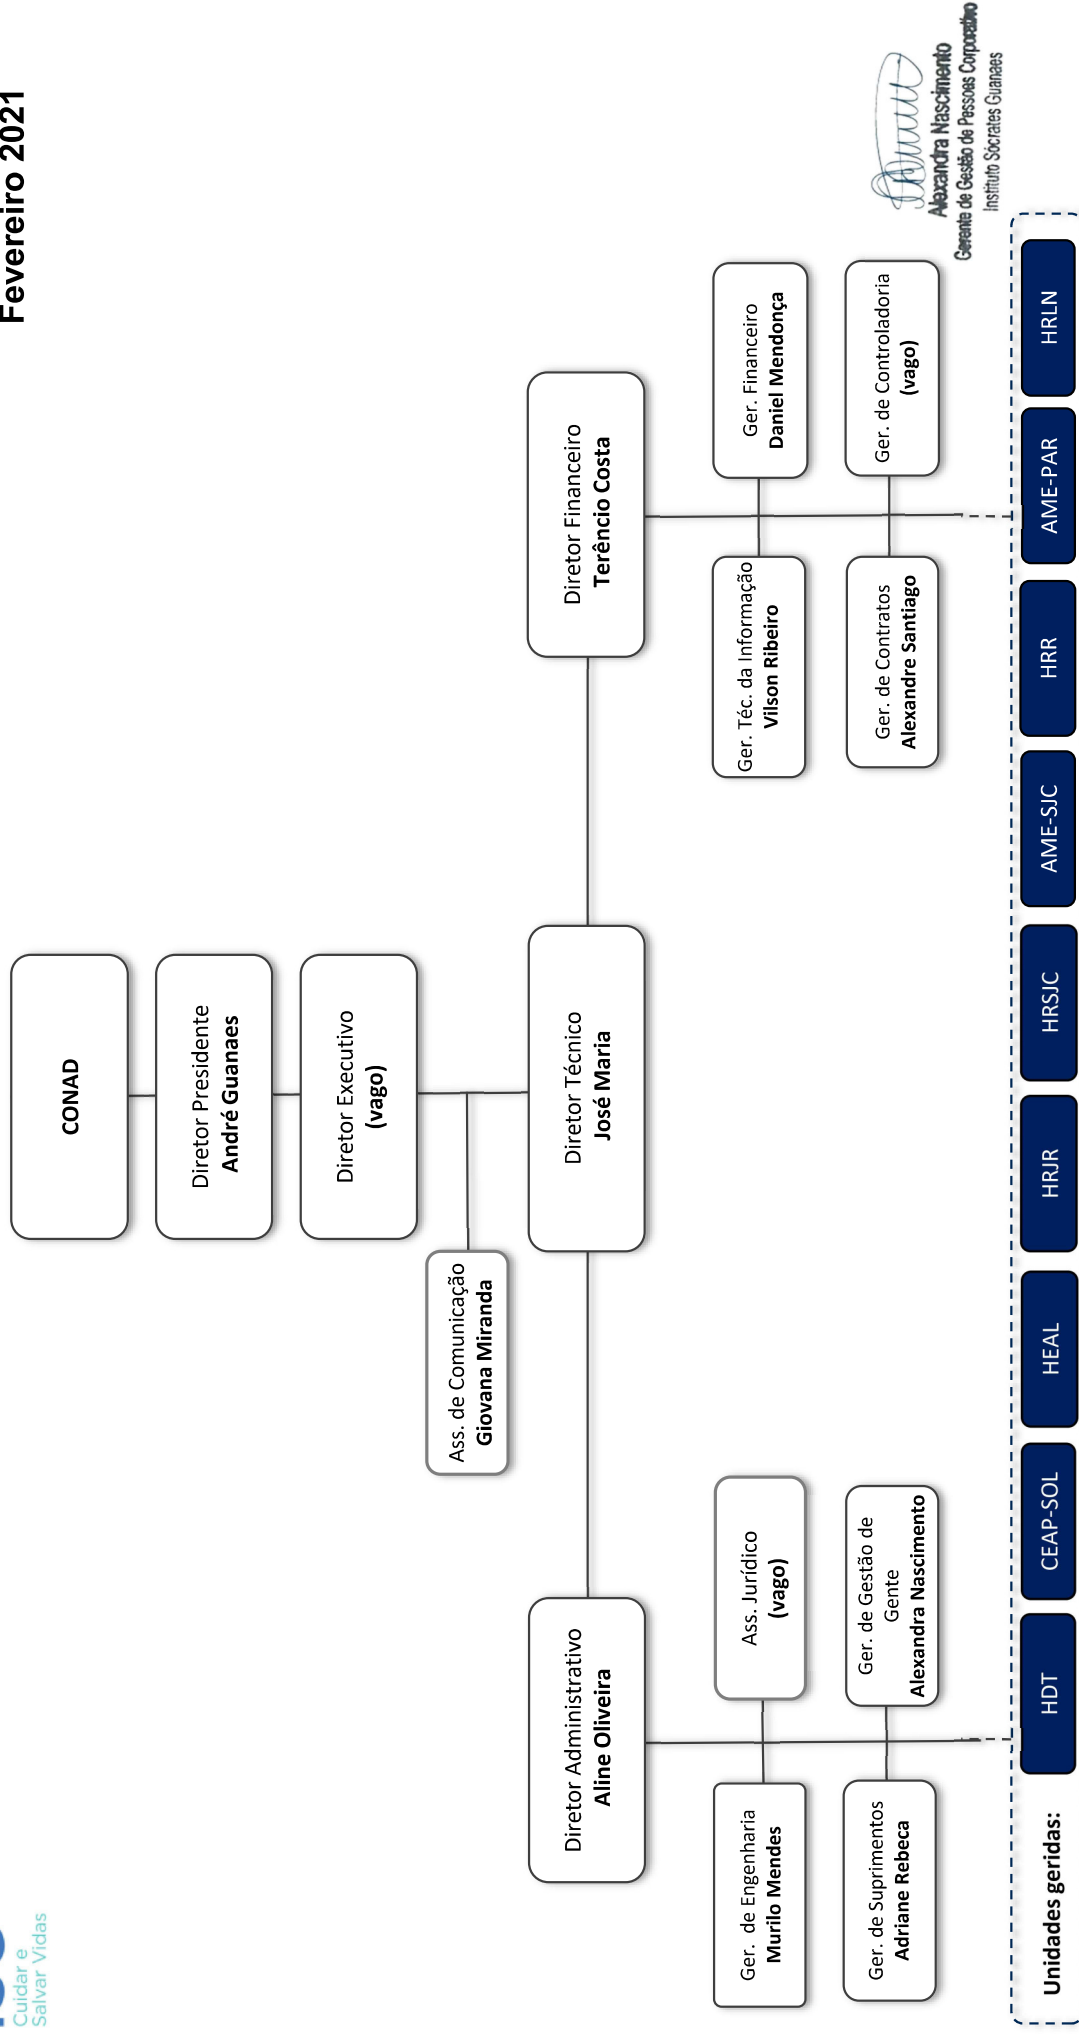 Fevereiro 2021
Cuidar e
Salvar Vidas
CONAD
Diretor Presidente
André Guanaes
Diretor Executivo
(vago)
Ass. de Comunicação
Giovana Miranda
Diretor Administrativo
Aline Oliveira
Diretor Técnico
José Maria
Diretor Financeiro
Terêncio Costa
Ger. de Engenharia
Murilo Mendes
Ass. Jurídico
(vago)
Ger. Téc. da Informação
Vilson Ribeiro
Ger. Financeiro
Daniel Mendonça
Ger. de Suprimentos
Adriane Rebeca
Ger. de Gestão de
Gente
Alexandra Nascimento
Ger. de Contratos
Alexandre Santiago
Ger. de Controladoria
(vago)
Alexandra Nascimento
Gerente de Gestão de Pessoas Corporativo
Instituto Sócrates Guanaes
Unidades geridas:
HDT
CEAP-SOL
HEAL
HRJR
HRSJC
AME-SJC
HRR
AME-PAR
HRLN